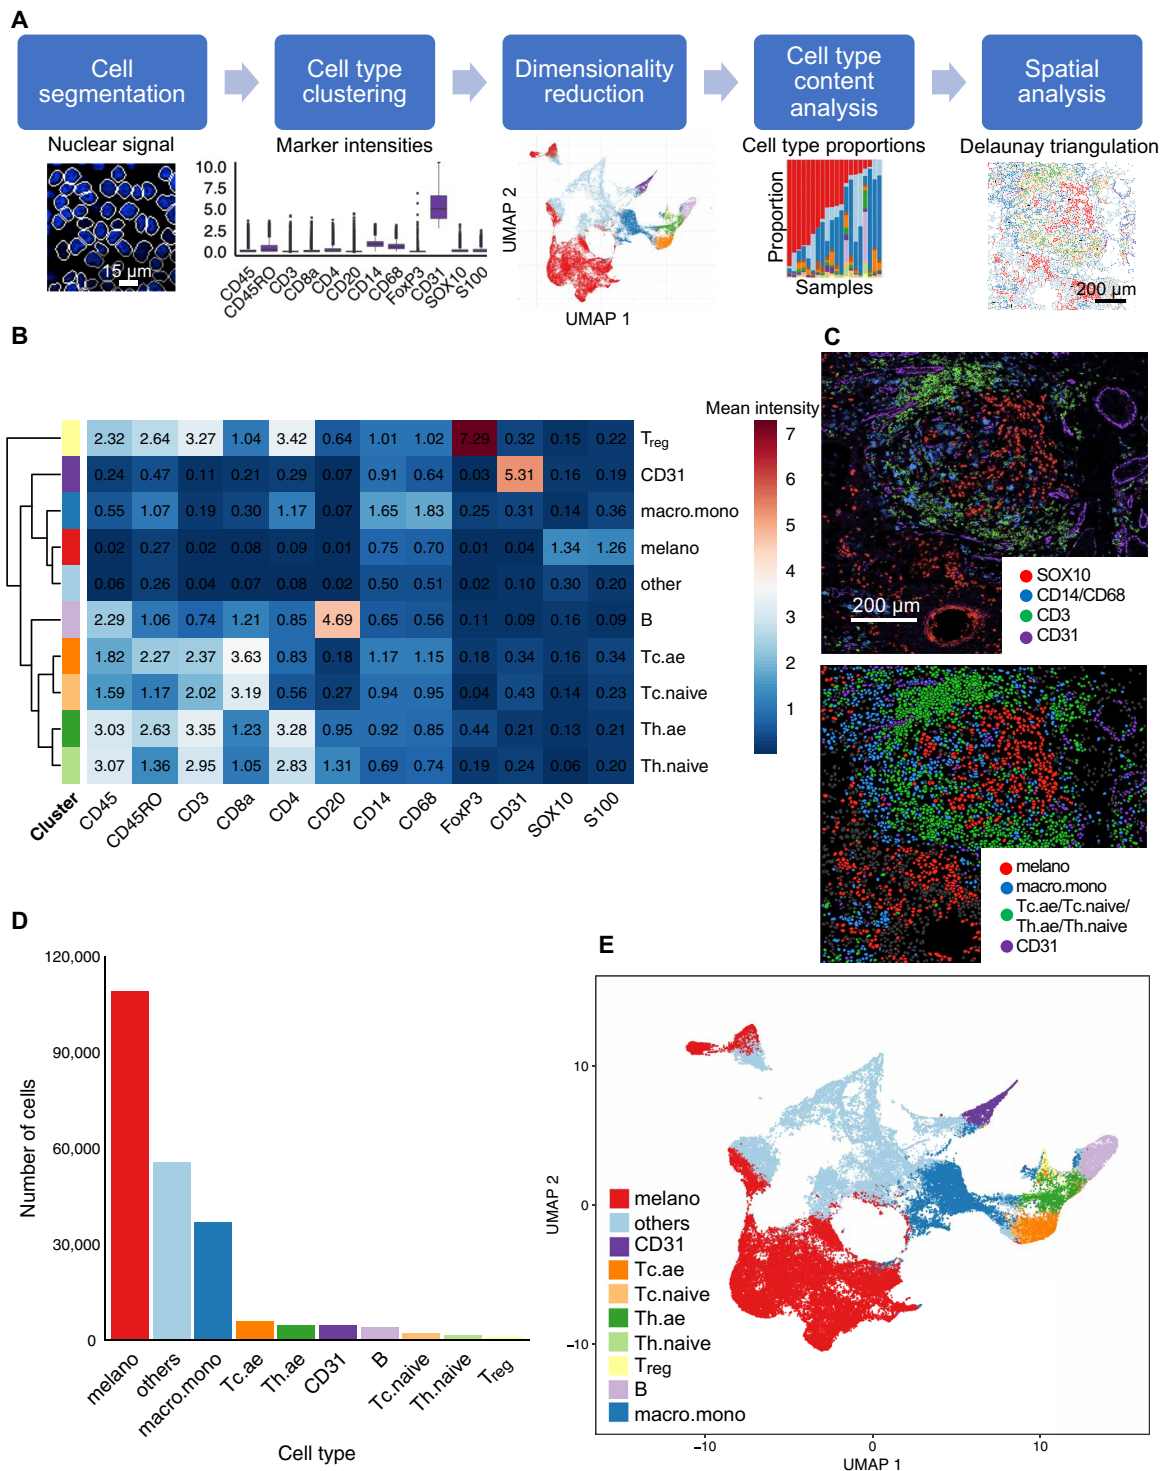 A
Cell
segmentation
Cell type
clustering
Dimensionality
reduction
Cell type
content
analysis
Spatial
analysis
Nuclear signal
Marker intensities
Cell type proportions
Delaunay triangulation
15 µm
10.0
7.5
5.0
2.5
0.0
CD45
CD45RO
CD3
CD8a
CD4
CD20
CD14
CD68
FoxP3
CD31
SOX10
S100
UMAP 2
UMAP 1
Proportion
Samples
200 µm
B
2.32 2.64 3.27 1.04 3.42 0.64 1.01 1.02 7.29 0.32 0.15 0.22 Treg
0.24 0.47 0.11 0.21 0.29 0.07 0.91 0.64 0.03 5.31 0.16 0.19 CD31
0.55 1.07 0.19 0.30 1.17 0.07 1.65 1.83 0.25 0.31 0.14 0.36 macro.mono
0.02 0.27 0.02 0.08 0.09 0.01 0.75 0.70 0.01 0.04 1.34 1.26 melano
0.06 0.26 0.04 0.07 0.08 0.02 0.50 0.51 0.02 0.10 0.30 0.20 other
2.29 1.06 0.74 1.21 0.85 4.69 0.65 0.56 0.11 0.09 0.16 0.09 B
1.82 2.27 2.37 3.63 0.83 0.18 1.17 1.15 0.18 0.34 0.16 0.34 Tc.ae
1.59 1.17 2.02 3.19 0.56 0.27 0.94 0.95 0.04 0.43 0.14 0.23 Tc.naive
3.03 2.63 3.35 1.23 3.28 0.95 0.92 0.85 0.44 0.21 0.13 0.21 Th.ae
3.07 1.36 2.95 1.05 2.83 1.31 0.69 0.74 0.19 0.24 0.06 0.20 Th.naive
Cluster
CD45
CD45RO
CD3
CD8a
CD4
CD20
CD14
CD68
FoxP3
CD31
SOX10
S100
Mean intensity
7
6
5
4
3
2
1
C
200 µm
SOX10
CD14/CD68
CD3
CD31
melano
macro.mono
Tc.ae/Tc.naive/
Th.ae/Th.naive
CD31
D
Number of cells
120,000
90,000
60,000
30,000
0
melano
others
macro.mono
Tc.ae
Th.ae
CD31
B
Tc.naive
Th.naive
Treg
Cell type
E
UMAP 2
10
0
−10
melano
others
CD31
Tc.ae
Tc.naive
Th.ae
Th.naive
Treg
B
macro.mono
−10
0
10
UMAP 1